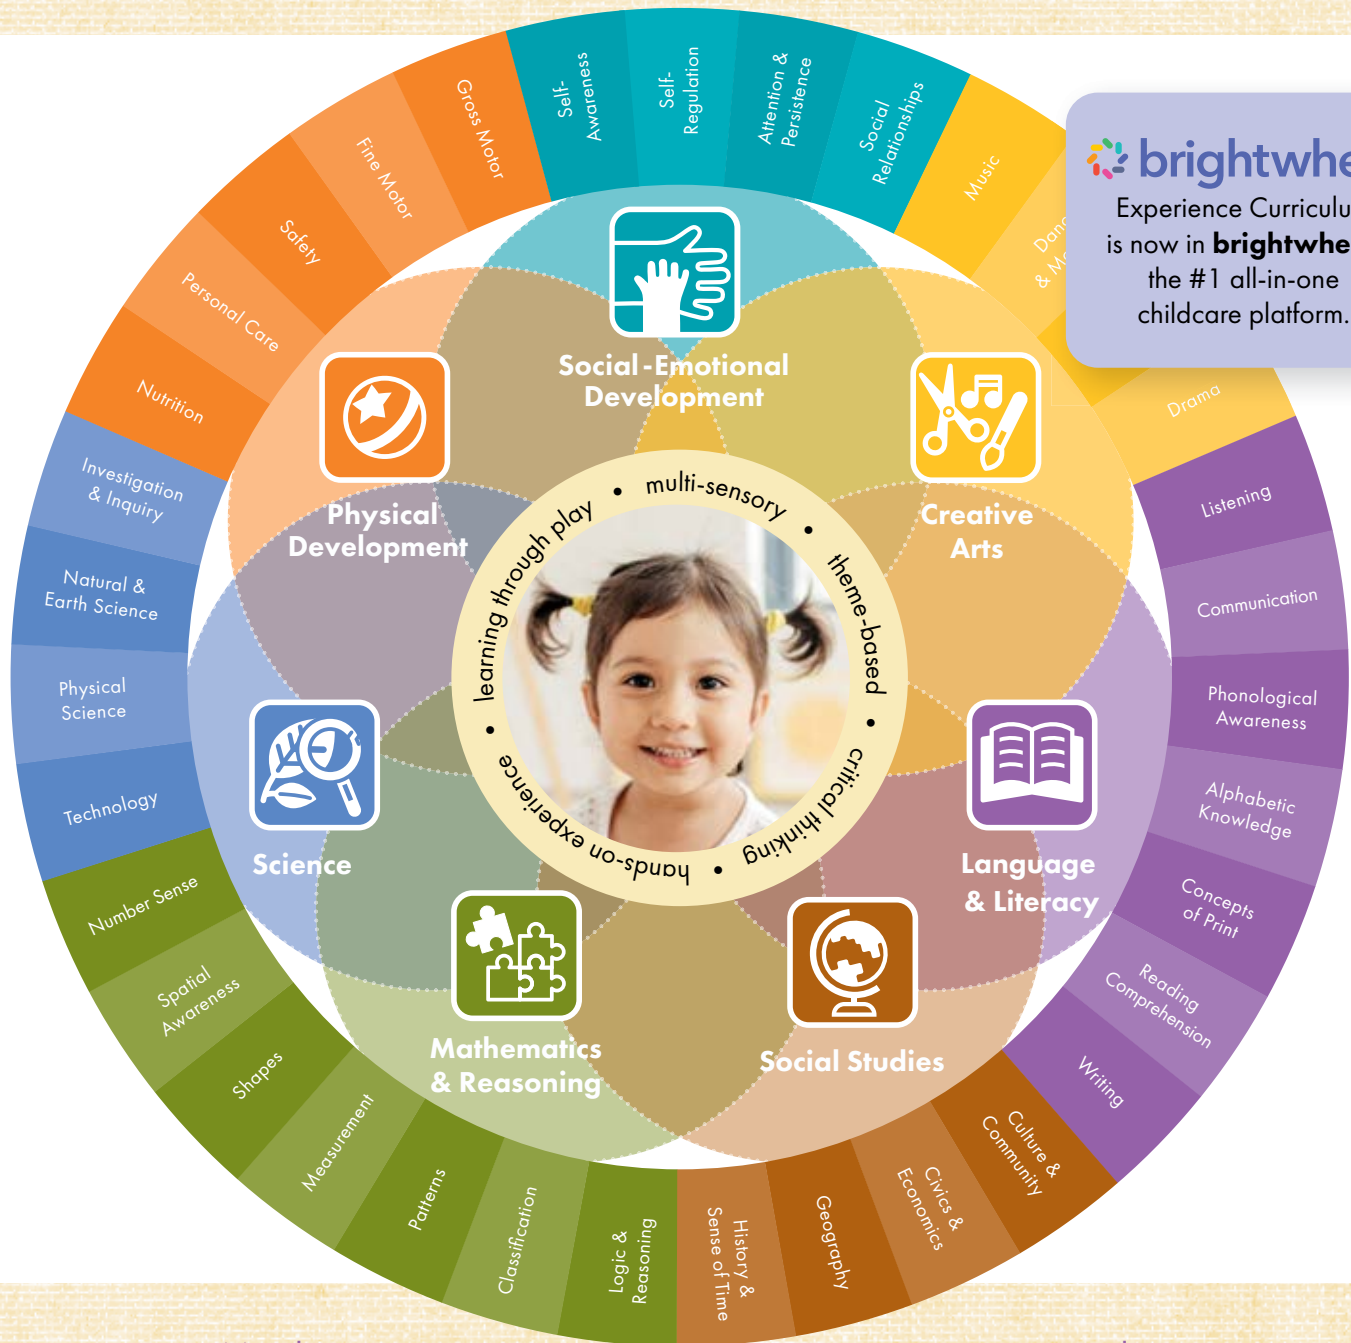 Self-
Awareness
Self-
Regulation
Attention &
Persistence
Social
Relationships
Music
& 
Drama
Listening
Communication
Phonological
Awareness
Alphabetic
Knowledge
Concepts
of Print
Reading
Comprehension
Writing
Culture &
Community
Civics &
Economics
Geography
History &
Sense of Time
Logic &
Reasoning
Classification
Patterns
Measurement
Shapes
Spatial
Awareness
Number Sense
Technology
Physical
Science
Natural &
Earth Science
Investigation
& Inquiry
Nutrition
Personal Care
Safety
Fine Motor
Gross Motor
brightwhe
Experience Curriculu
is now in brightwhe
the #1 all-in-one
childcare platform.
Social-Emotional
Development
Creative
Arts
Language
& Literacy
Social Studies
Mathematics
& Reasoning
Science
Physical
Development
learning through play • multi-sensory • theme-based • critical thinking • hands-on experience •